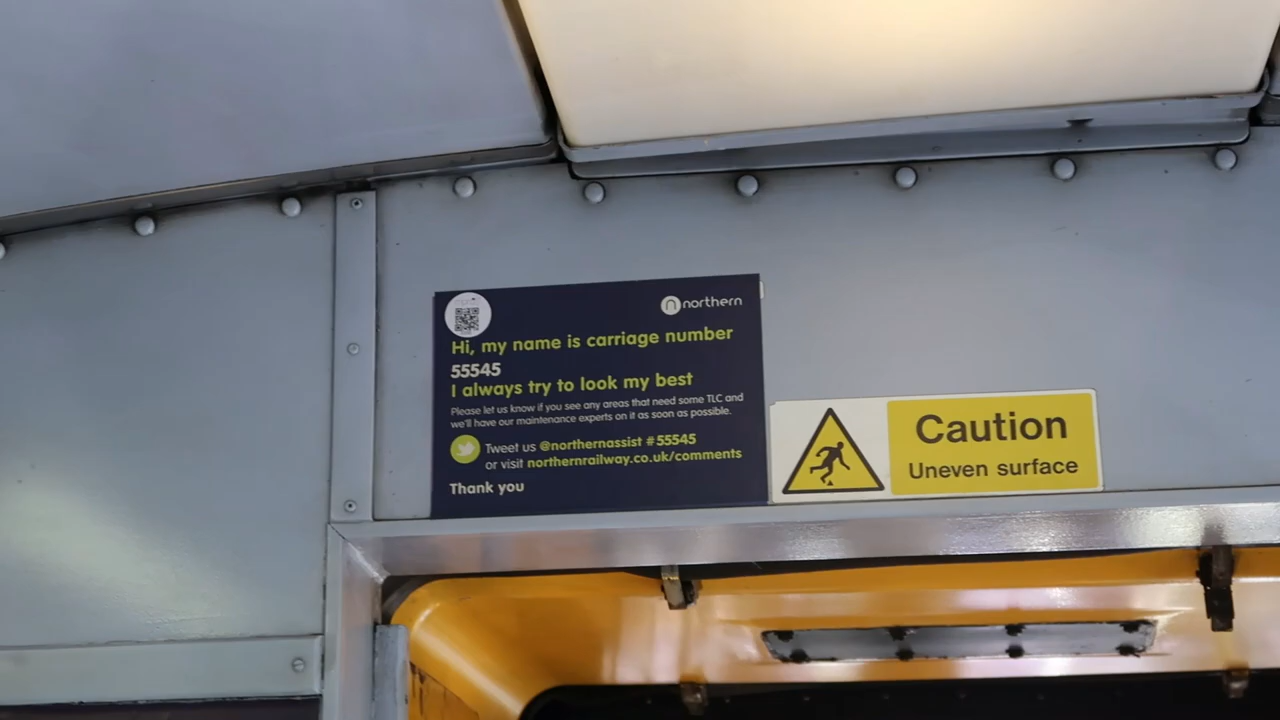 northern
Hi, my name is carriage number
55545
I always try to look my best
Please let us know if you see any areas that need some TLC and
we'll have our maintenance experts on it as soon as possible.
Tweet us @northernassist #55545
or visit northernrailway.co.uk/comments
Thank you
Caution
Uneven surface